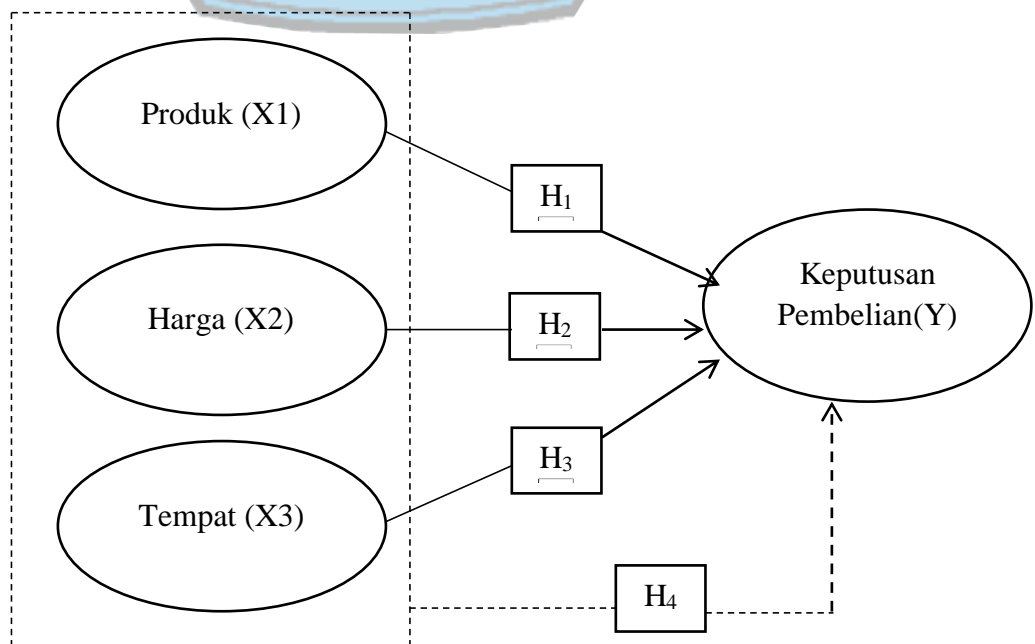 Produk (X1)
H1
Keputusan
Pembelian(Y)
Harga (X2)
H2
H3
Tempat (X3)
H4